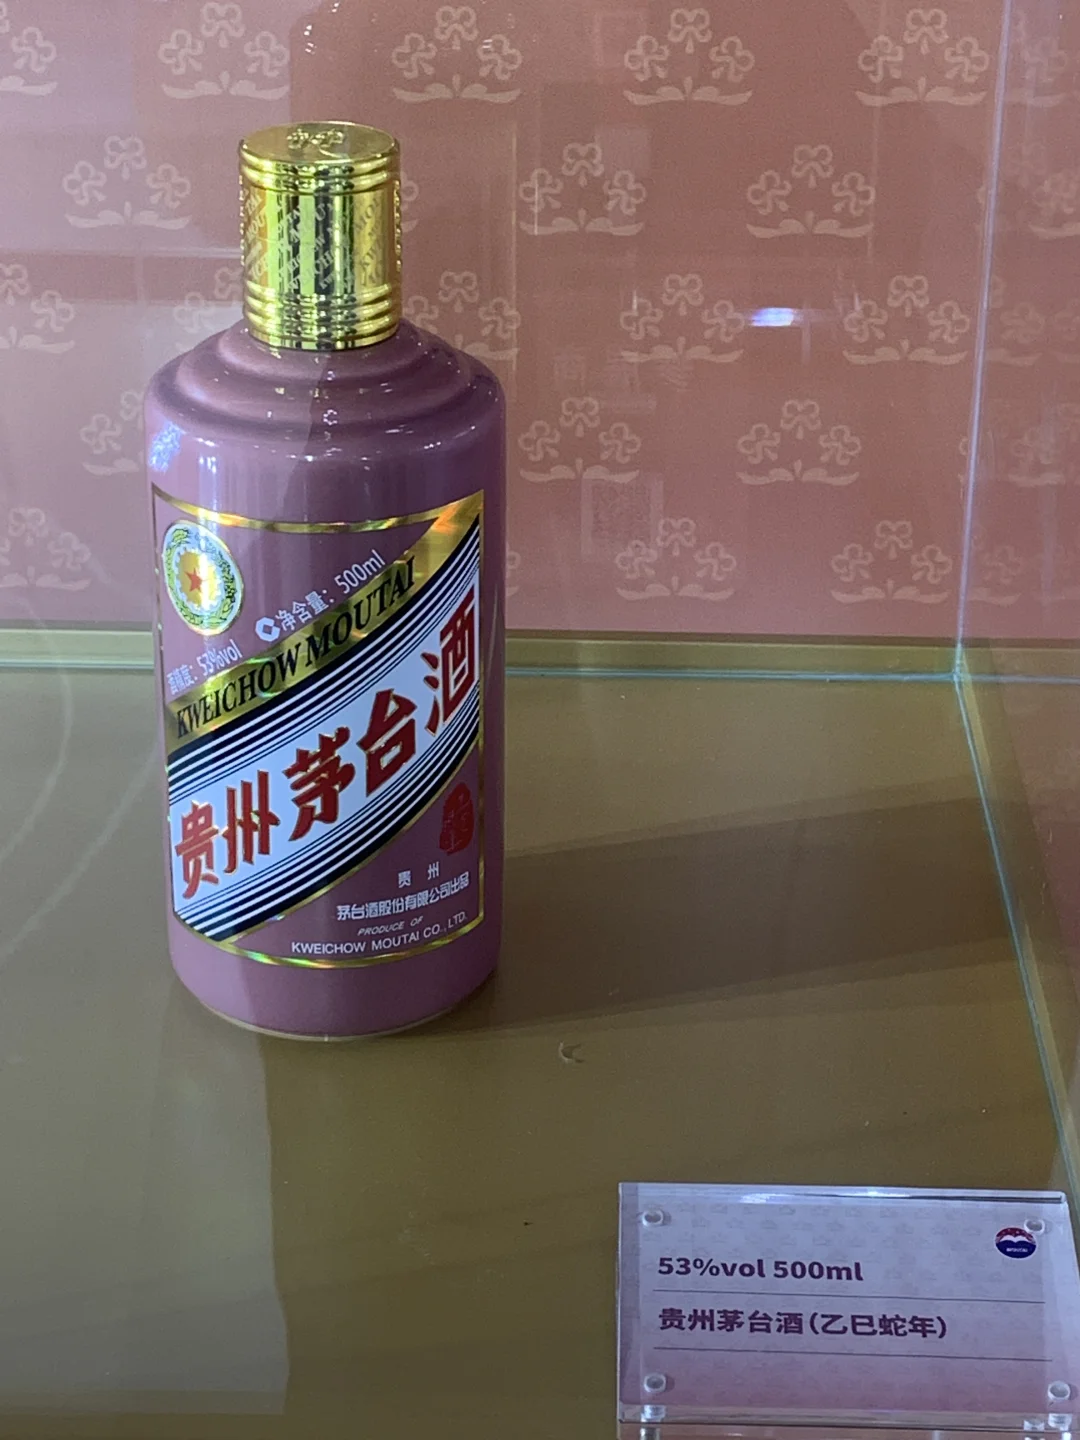 净含量：500ml
酒精度：53%vol
KWEICHOW MOUTAI
贵州茅台酒
贵州
茅台酒股份有限公司出品
PRODUCE OF
KWEICHOW MOUTAI CO., LTD.
MOUTAI
53%vol 500ml
贵州茅台酒（乙巳蛇年）